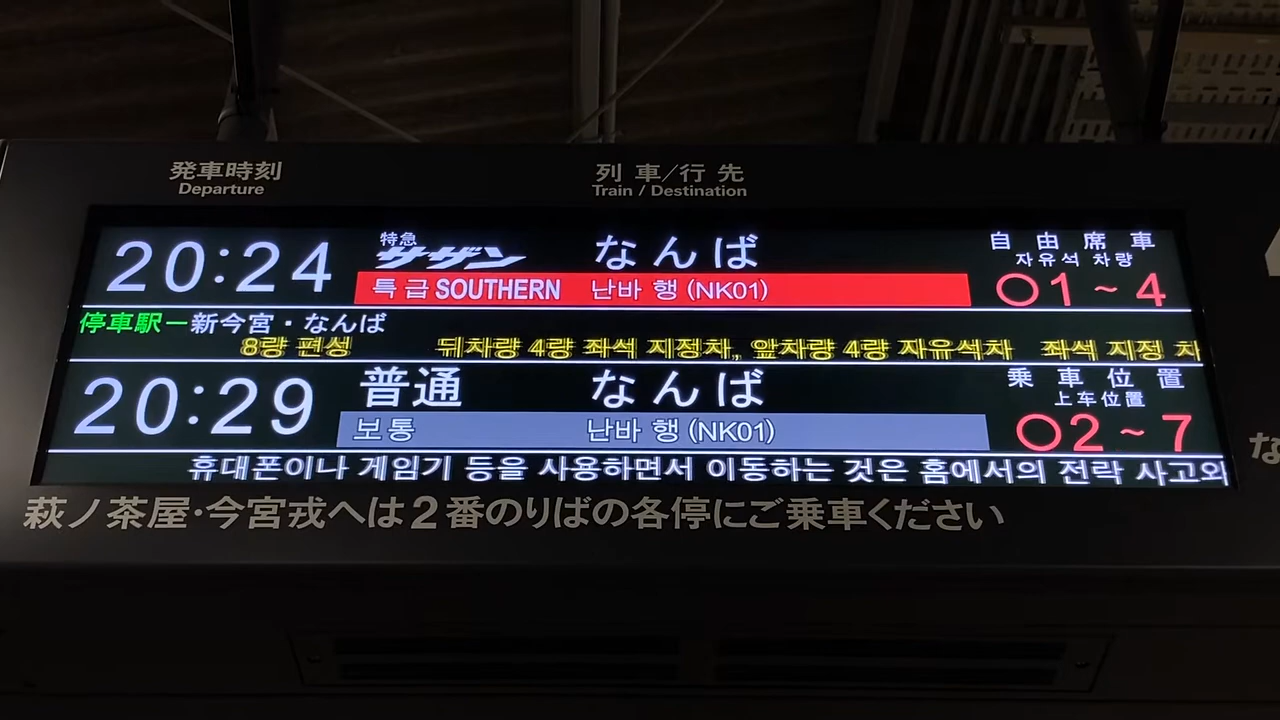 発車時刻 列車/行先
Departure Train / Destination
20:24 特急 サザン なんば 自由席車
자유석 차량
특급 SOUTHERN 난바 행 (NK01) ○1~4
停車駅－新今宮・なんば
8량 편성 뒤차량 4량 좌석 지정차, 앞차량 4량 자유석차 좌석 지정 차
20:29 普通 なんば 乗車位置
上车位置
보통 난바 행 (NK01) ○2~7
휴대폰이나 게임기 등을 사용하면서 이동하는 것은 홈에서의 전락 사고와
萩ノ茶屋･今宮戎へは2番のりばの各停にご乗車ください
な